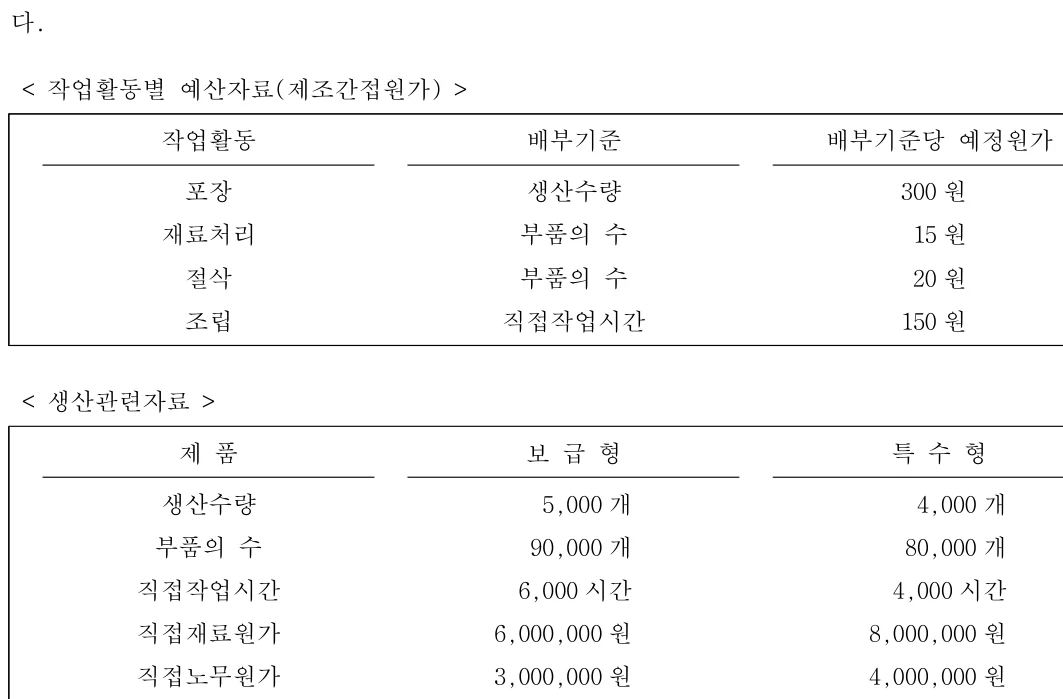 다.
< 작업활동별 예산자료(제조간접원가) >
작업활동 배부기준 배부기준당 예정원가
포장 생산수량 300 원
재료처리 부품의 수 15 원
절삭 부품의 수 20 원
조립 직접작업시간 150 원
< 생산관련자료 >
제 품 보 급 형 특 수 형
생산수량 5,000 개 4,000 개
부품의 수 90,000 개 80,000 개
직접작업시간 6,000 시간 4,000 시간
직접재료원가 6,000,000 원 8,000,000 원
직접노무원가 3,000,000 원 4,000,000 원